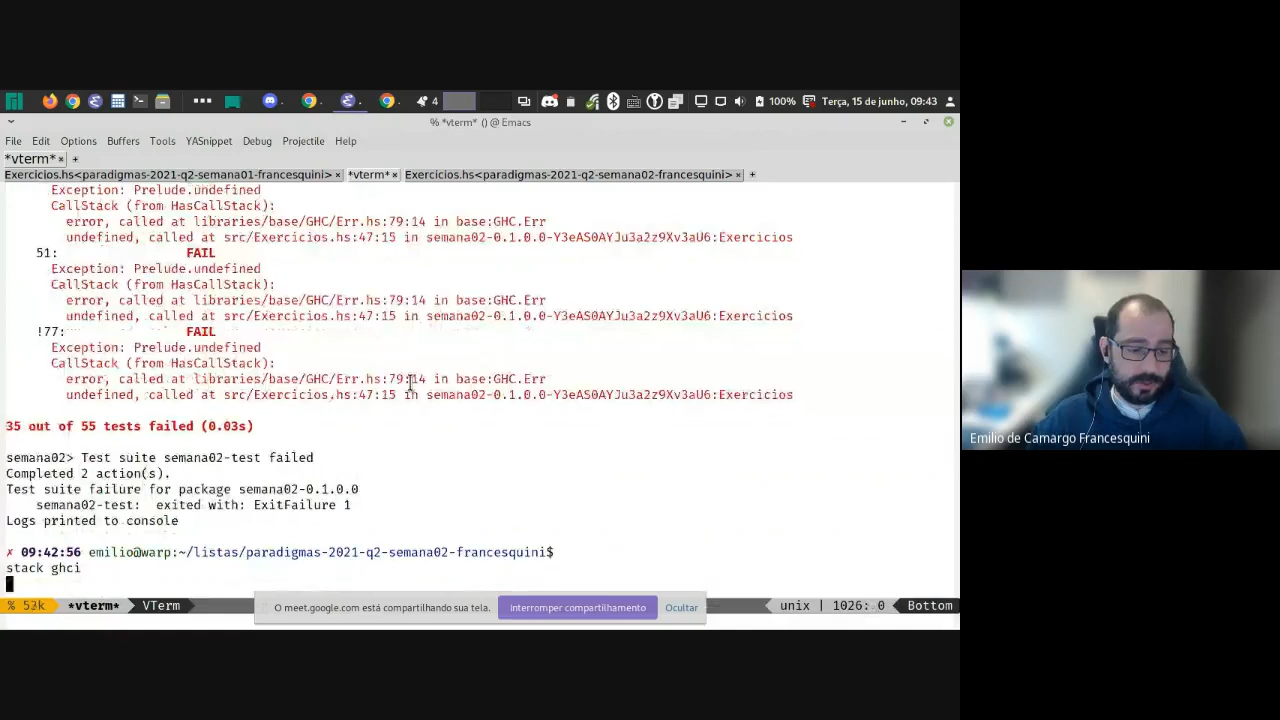 4
100%
Terça, 15 de junho, 09:43
% *vterm* () @ Emacs
File Edit Options Buffers Tools YASnippet Debug Projectile Help
*vterm* × +
Exercicios.hs<paradigmas-2021-q2-semana01-francesquini> × *vterm* × Exercicios.hs<paradigmas-2021-q2-semana02-francesquini> × +
Exception: Prelude.undefined
CallStack (from HasCallStack):
error, called at libraries/base/GHC/Err.hs:79:14 in base:GHC.Err
undefined, called at src/Exercicios.hs:47:15 in semana02-0.1.0.0-Y3eAS0AYJu3a2z9Xv3aU6:Exercicios
51: FAIL
Exception: Prelude.undefined
CallStack (from HasCallStack):
error, called at libraries/base/GHC/Err.hs:79:14 in base:GHC.Err
undefined, called at src/Exercicios.hs:47:15 in semana02-0.1.0.0-Y3eAS0AYJu3a2z9Xv3aU6:Exercicios
!77: FAIL
Exception: Prelude.undefined
CallStack (from HasCallStack):
error, called at libraries/base/GHC/Err.hs:79:14 in base:GHC.Err
undefined, called at src/Exercicios.hs:47:15 in semana02-0.1.0.0-Y3eAS0AYJu3a2z9Xv3aU6:Exercicios
35 out of 55 tests failed (0.03s)
semana02> Test suite semana02-test failed
Completed 2 action(s).
Test suite failure for package semana02-0.1.0.0
semana02-test: exited with: ExitFailure 1
Logs printed to console
✗ 09:42:56 emilio@warp:~/listas/paradigmas-2021-q2-semana02-francesquini$
stack ghci
% 52k *vterm* VTerm unix | 1026: 0 Bottom
O meet.google.com está compartilhando sua tela. Interromper compartilhamento Ocultar
Emilio de Camargo Francesquini